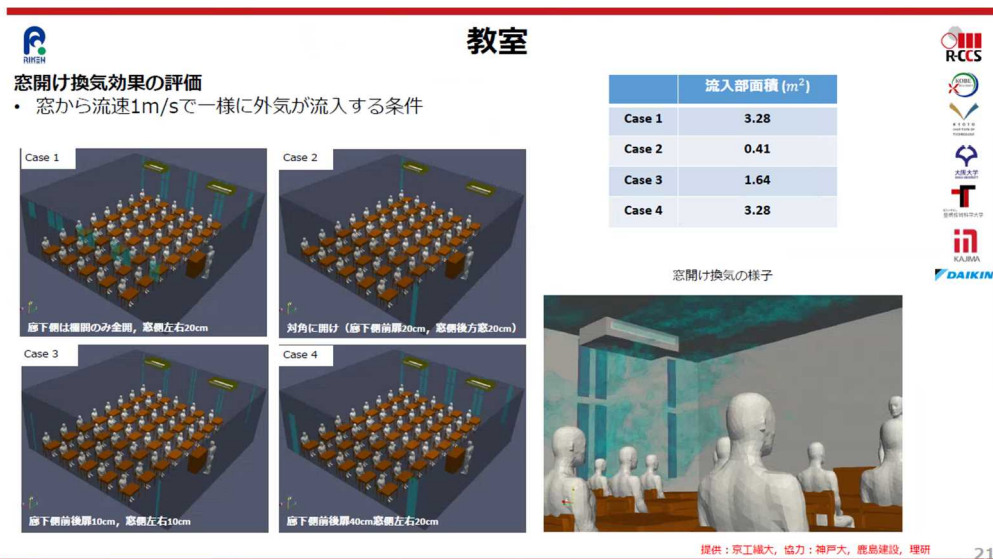 教室
RIKEN
窓開け換気効果の評価
• 窓から流速1m/sで一様に外気が流入する条件
流入部面積 (m²)
Case 1 3.28
Case 2 0.41
Case 3 1.64
Case 4 3.28
Case 1
廊下側は欄間のみ全開，窓側左右20cm
Case 2
対角に開け（廊下側前扉20cm，窓側後方窓20cm）
Case 3
廊下側前後扉10cm，窓側左右10cm
Case 4
廊下側前後扉40cm窓側左右20cm
窓開け換気の様子
R-CCS
KOBE
KYOTO
大阪大学
KAJIMA
DAIKIN
提供：京工繊大，協力：神戸大，鹿島建設，理研
21